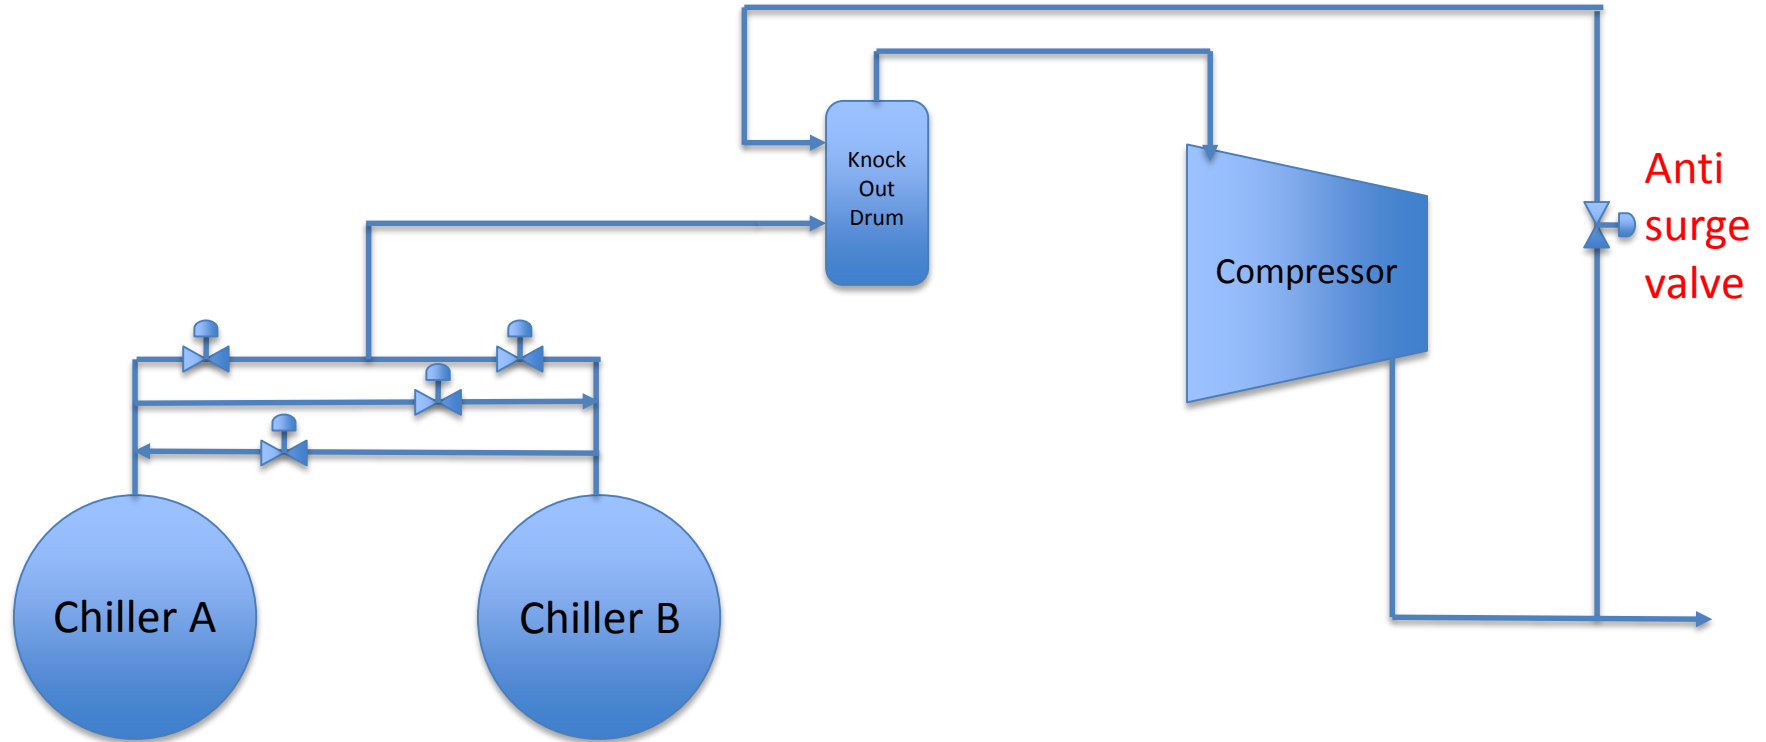 Knock
Out
Drum
Anti
surge
valve
Compressor
Chiller A
Chiller B